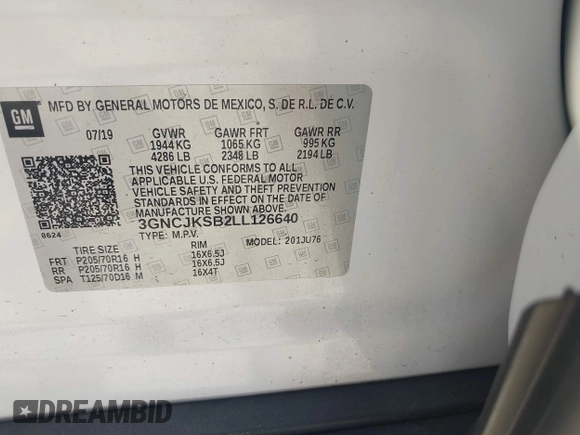 GM
MFD BY GENERAL MOTORS DE MEXICO, S. DE R.L. DE C.V.
07/19 GVWR GAWR FRT GAWR RR
1944 KG 1065 KG 995 KG
4286 LB 2348 LB 2194 LB
THIS VEHICLE CONFORMS TO ALL
APPLICABLE U.S. FEDERAL MOTOR
VEHICLE SAFETY AND THEFT PREVENTION
STANDARDS IN EFFECT ON THE DATE OF
MANUFACTURE SHOWN ABOVE.
8624 3GNCJKSB2LL126640
TYPE: M.P.V. MODEL: 201JU76
TIRE SIZE RIM
FRT P205/70R16 H 16X6.5J
RR P205/70R16 H 16X6.5J
SPA T125/70D16 M 16X4T
DREAMBID